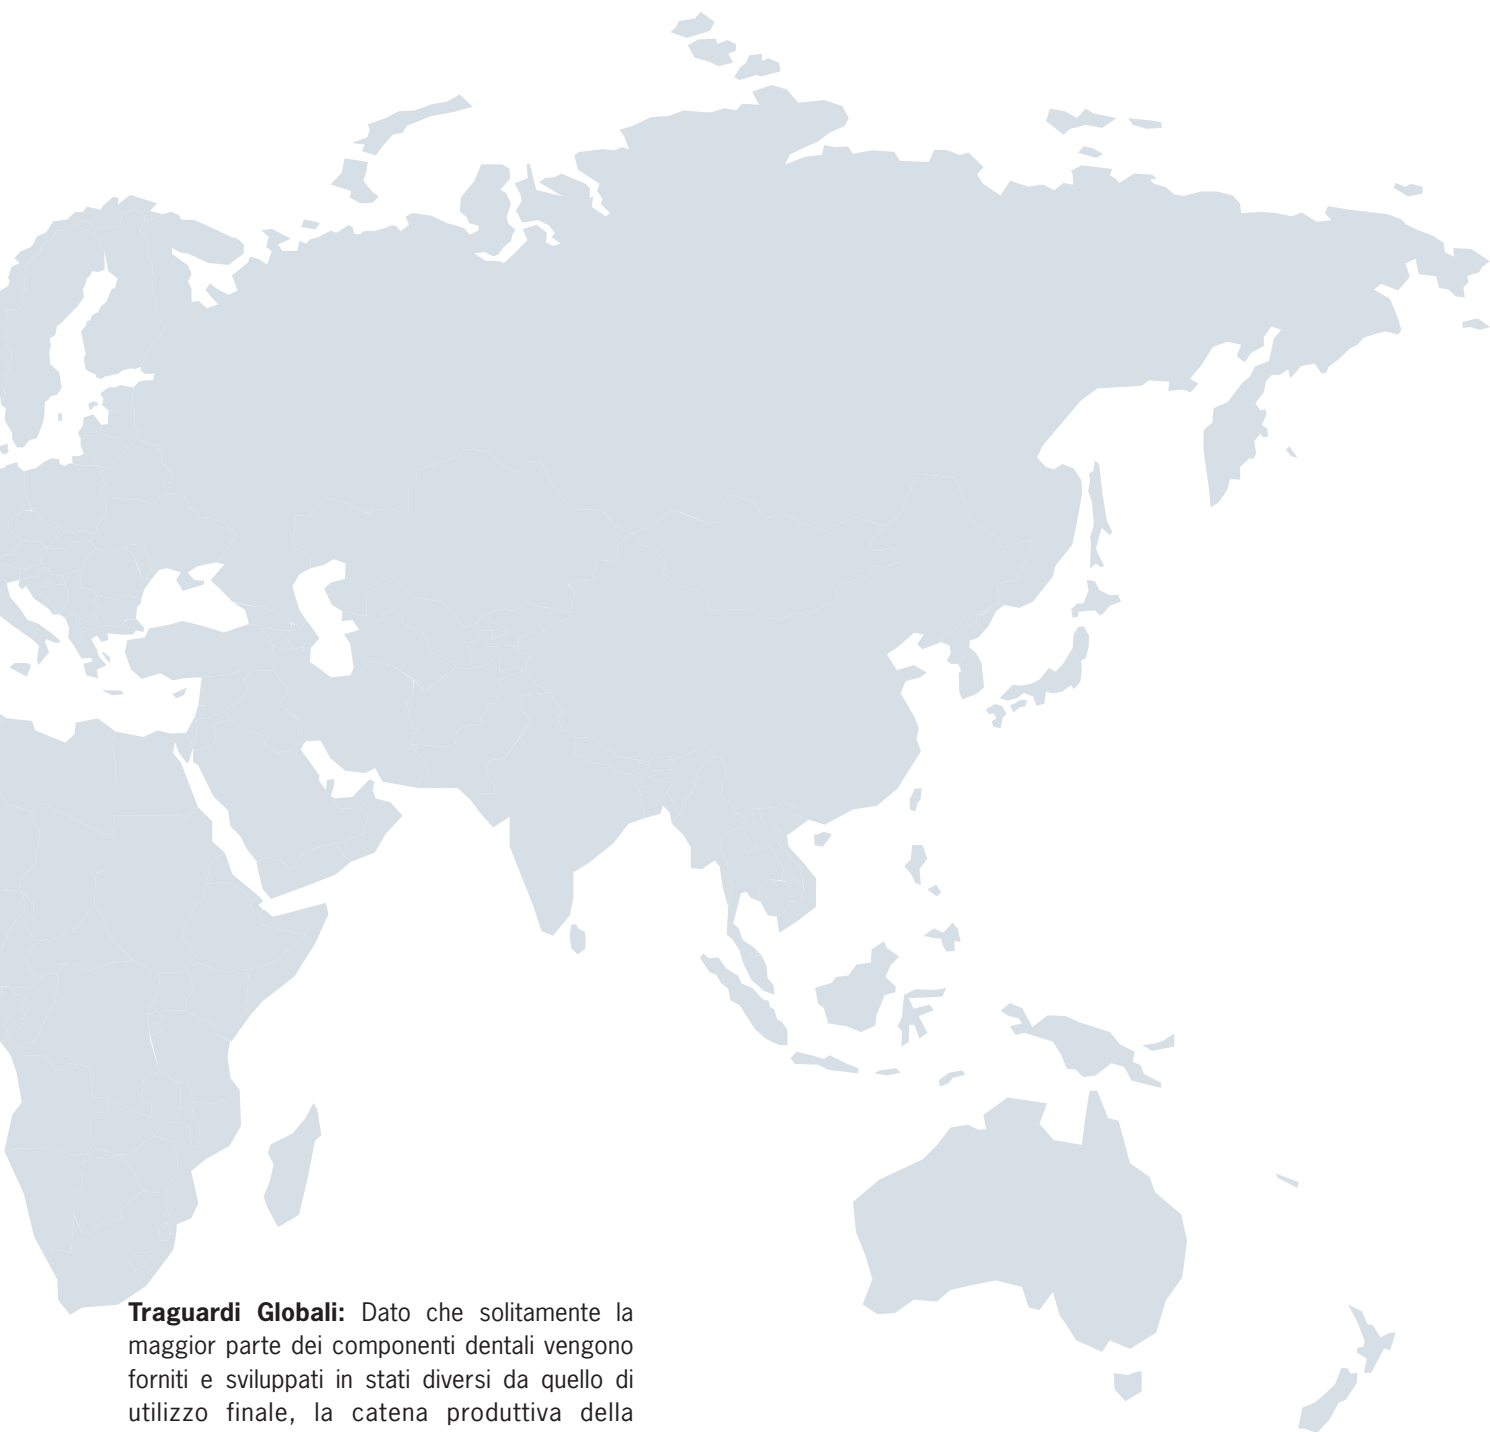 Traguardi Globali: Dato che solitamente la
maggior parte dei componenti dentali vengono
forniti e sviluppati in stati diversi da quello di
utilizzo finale, la catena produttiva della